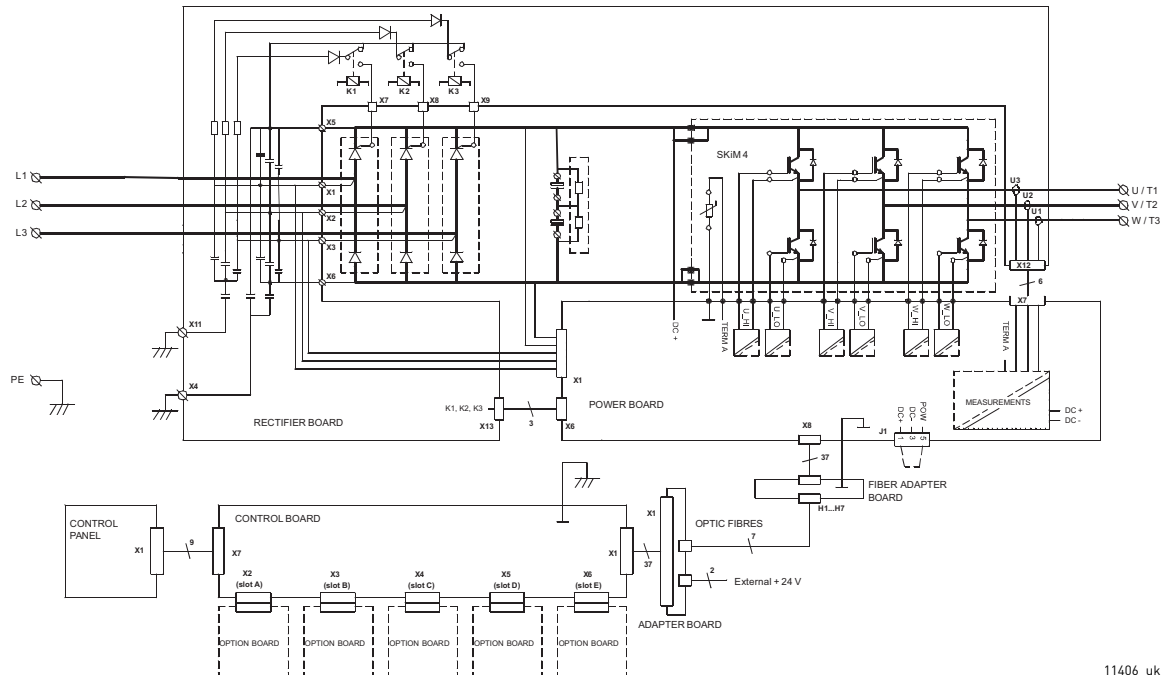 K1
K2
K3
X7
X8
X9
X5
SKiM 4
L1
X1
U3
U / T1
L2
U2
V / T2
X2
U1
L3
W / T3
X3
X12
X6
6
X7
X11
DC +
TERM A
U_HI
U_LO
V_HI
V_LO
W_HI
W_LO
TERM A
PE
X4
X1
MEASUREMENTS
DC +
DC -
K1, K2, K3
POWER BOARD
RECTIFIER BOARD
X13
3
X6
X8
J1
DC+
DC-
POW
1
3
5
37
FIBER ADAPTER
BOARD
H1...H7
CONTROL
PANEL
X1
9
X7
CONTROL BOARD
X1
37
X1
OPTIC FIBRES
7
2
External + 24 V
X2
(slot A)
X3
(slot B)
X4
(slot C)
X5
(slot D)
X6
(slot E)
ADAPTER BOARD
OPTION BOARD
OPTION BOARD
OPTION BOARD
OPTION BOARD
OPTION BOARD
11406_uk